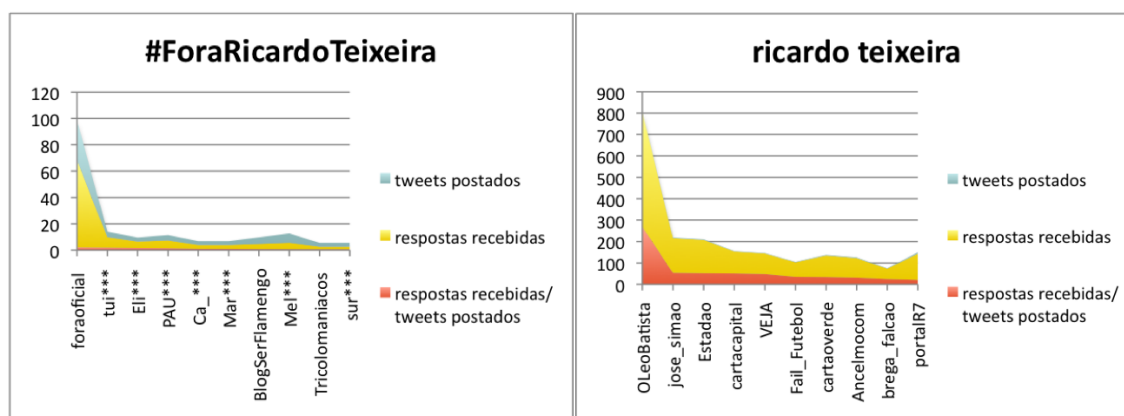 #ForaRicardoTeixeira
120
100
80
60
40
20
0
foraoficial
tui***
Eli***
PAU***
Ca_***
Mar***
BlogSerFlamengo
Mel***
Tricolomaniacos
sur***
tweets postados
respostas recebidas
respostas recebidas/
tweets postados
ricardo teixeira
900
800
700
600
500
400
300
200
100
0
OLeoBatista
jose_simao
Estadao
cartacapital
VEJA
Fail_Futebol
cartaoverde
Ancelmocom
brega_falcao
portalR7
tweets postados
respostas recebidas
respostas recebidas/
tweets postados